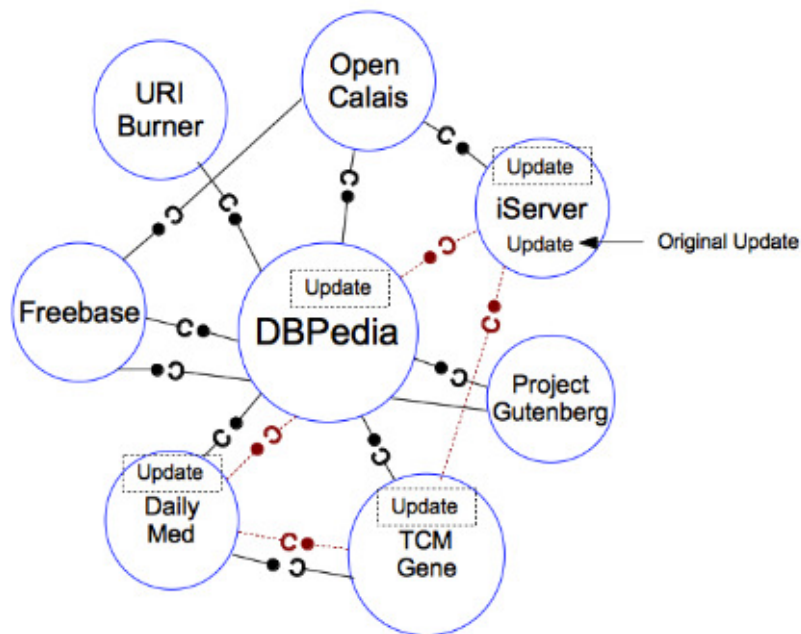 Open
Calais
URI
Burner
Update
iServer
Update
Original Update
Update
DBPedia
Freebase
Project
Gutenberg
Update
Daily
Med
Update
TCM
Gene